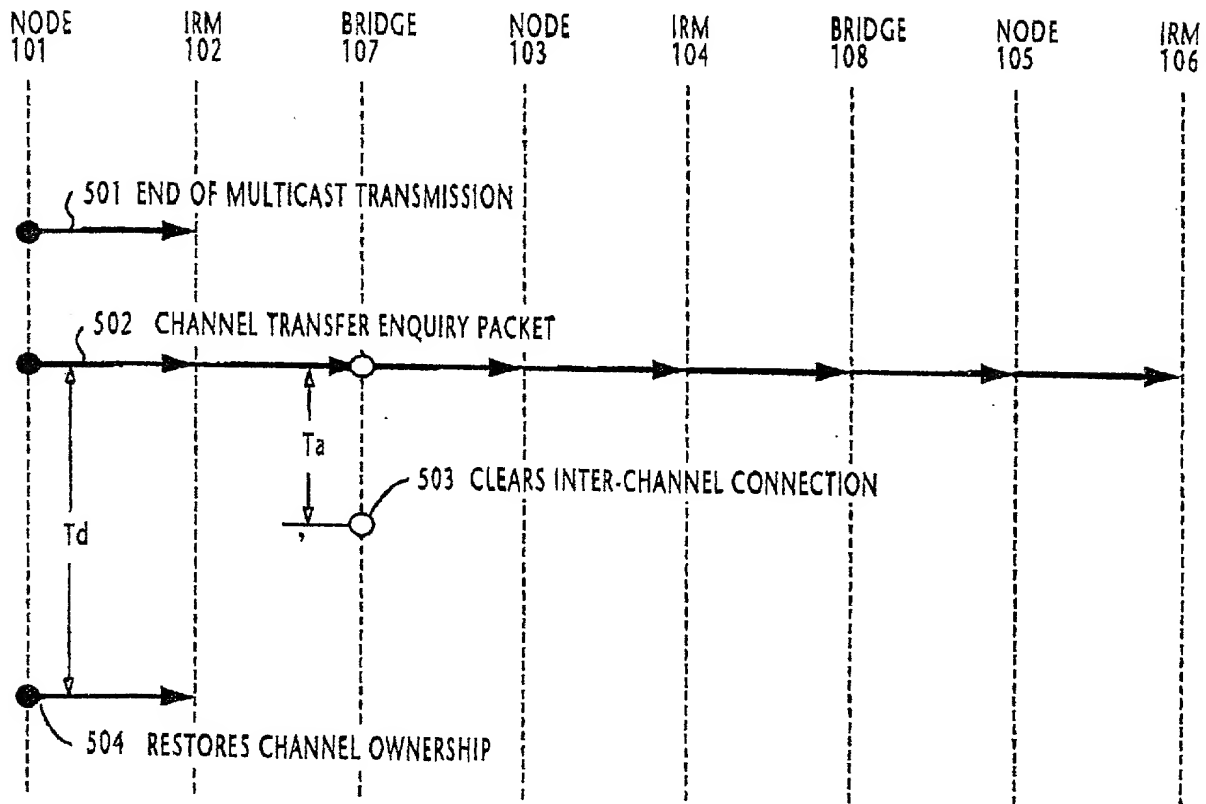 NODE 101
IRM 102
BRIDGE 107
NODE 103
IRM 104
BRIDGE 108
NODE 105
IRM 106
501 END OF MULTICAST TRANSMISSION
502 CHANNEL TRANSFER ENQUIRY PACKET
Ta
503 CLEARS INTER-CHANNEL CONNECTION
Td
504 RESTORES CHANNEL OWNERSHIP